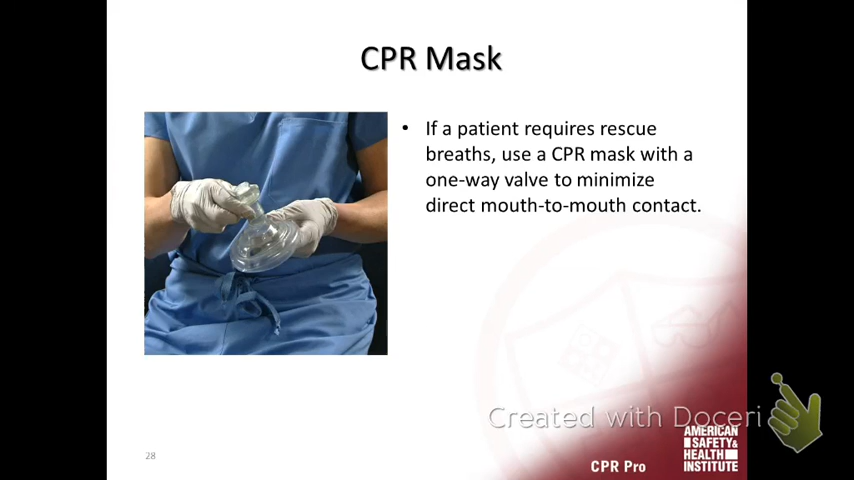 CPR Mask
• If a patient requires rescue
breaths, use a CPR mask with a
one-way valve to minimize
direct mouth-to-mouth contact.
Created with Doceri
28
CPR Pro
AMERICAN
SAFETY&
HEALTH
INSTITUTE